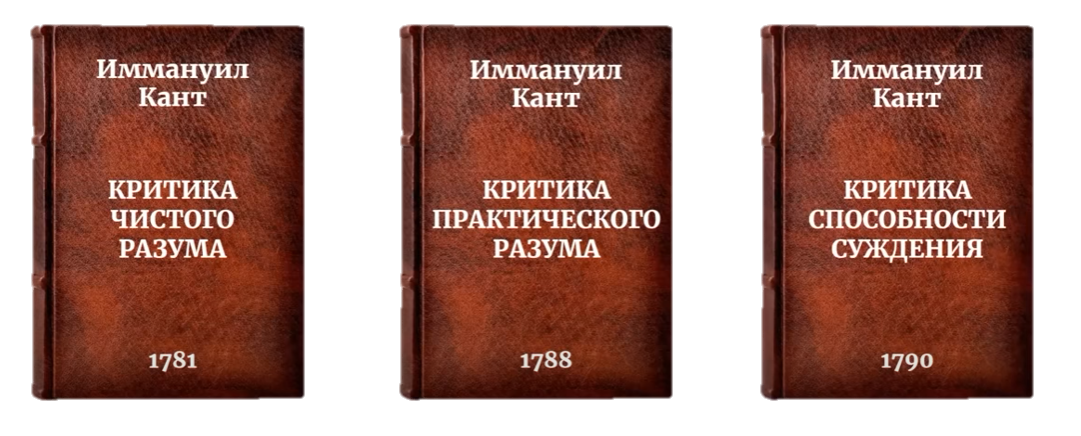 Иммануил
Кант
КРИТИКА
ЧИСТОГО
РАЗУМА
1781
Иммануил
Кант
КРИТИКА
ПРАКТИЧЕСКОГО
РАЗУМА
1788
Иммануил
Кант
КРИТИКА
СПОСОБНОСТИ
СУЖДЕНИЯ
1790